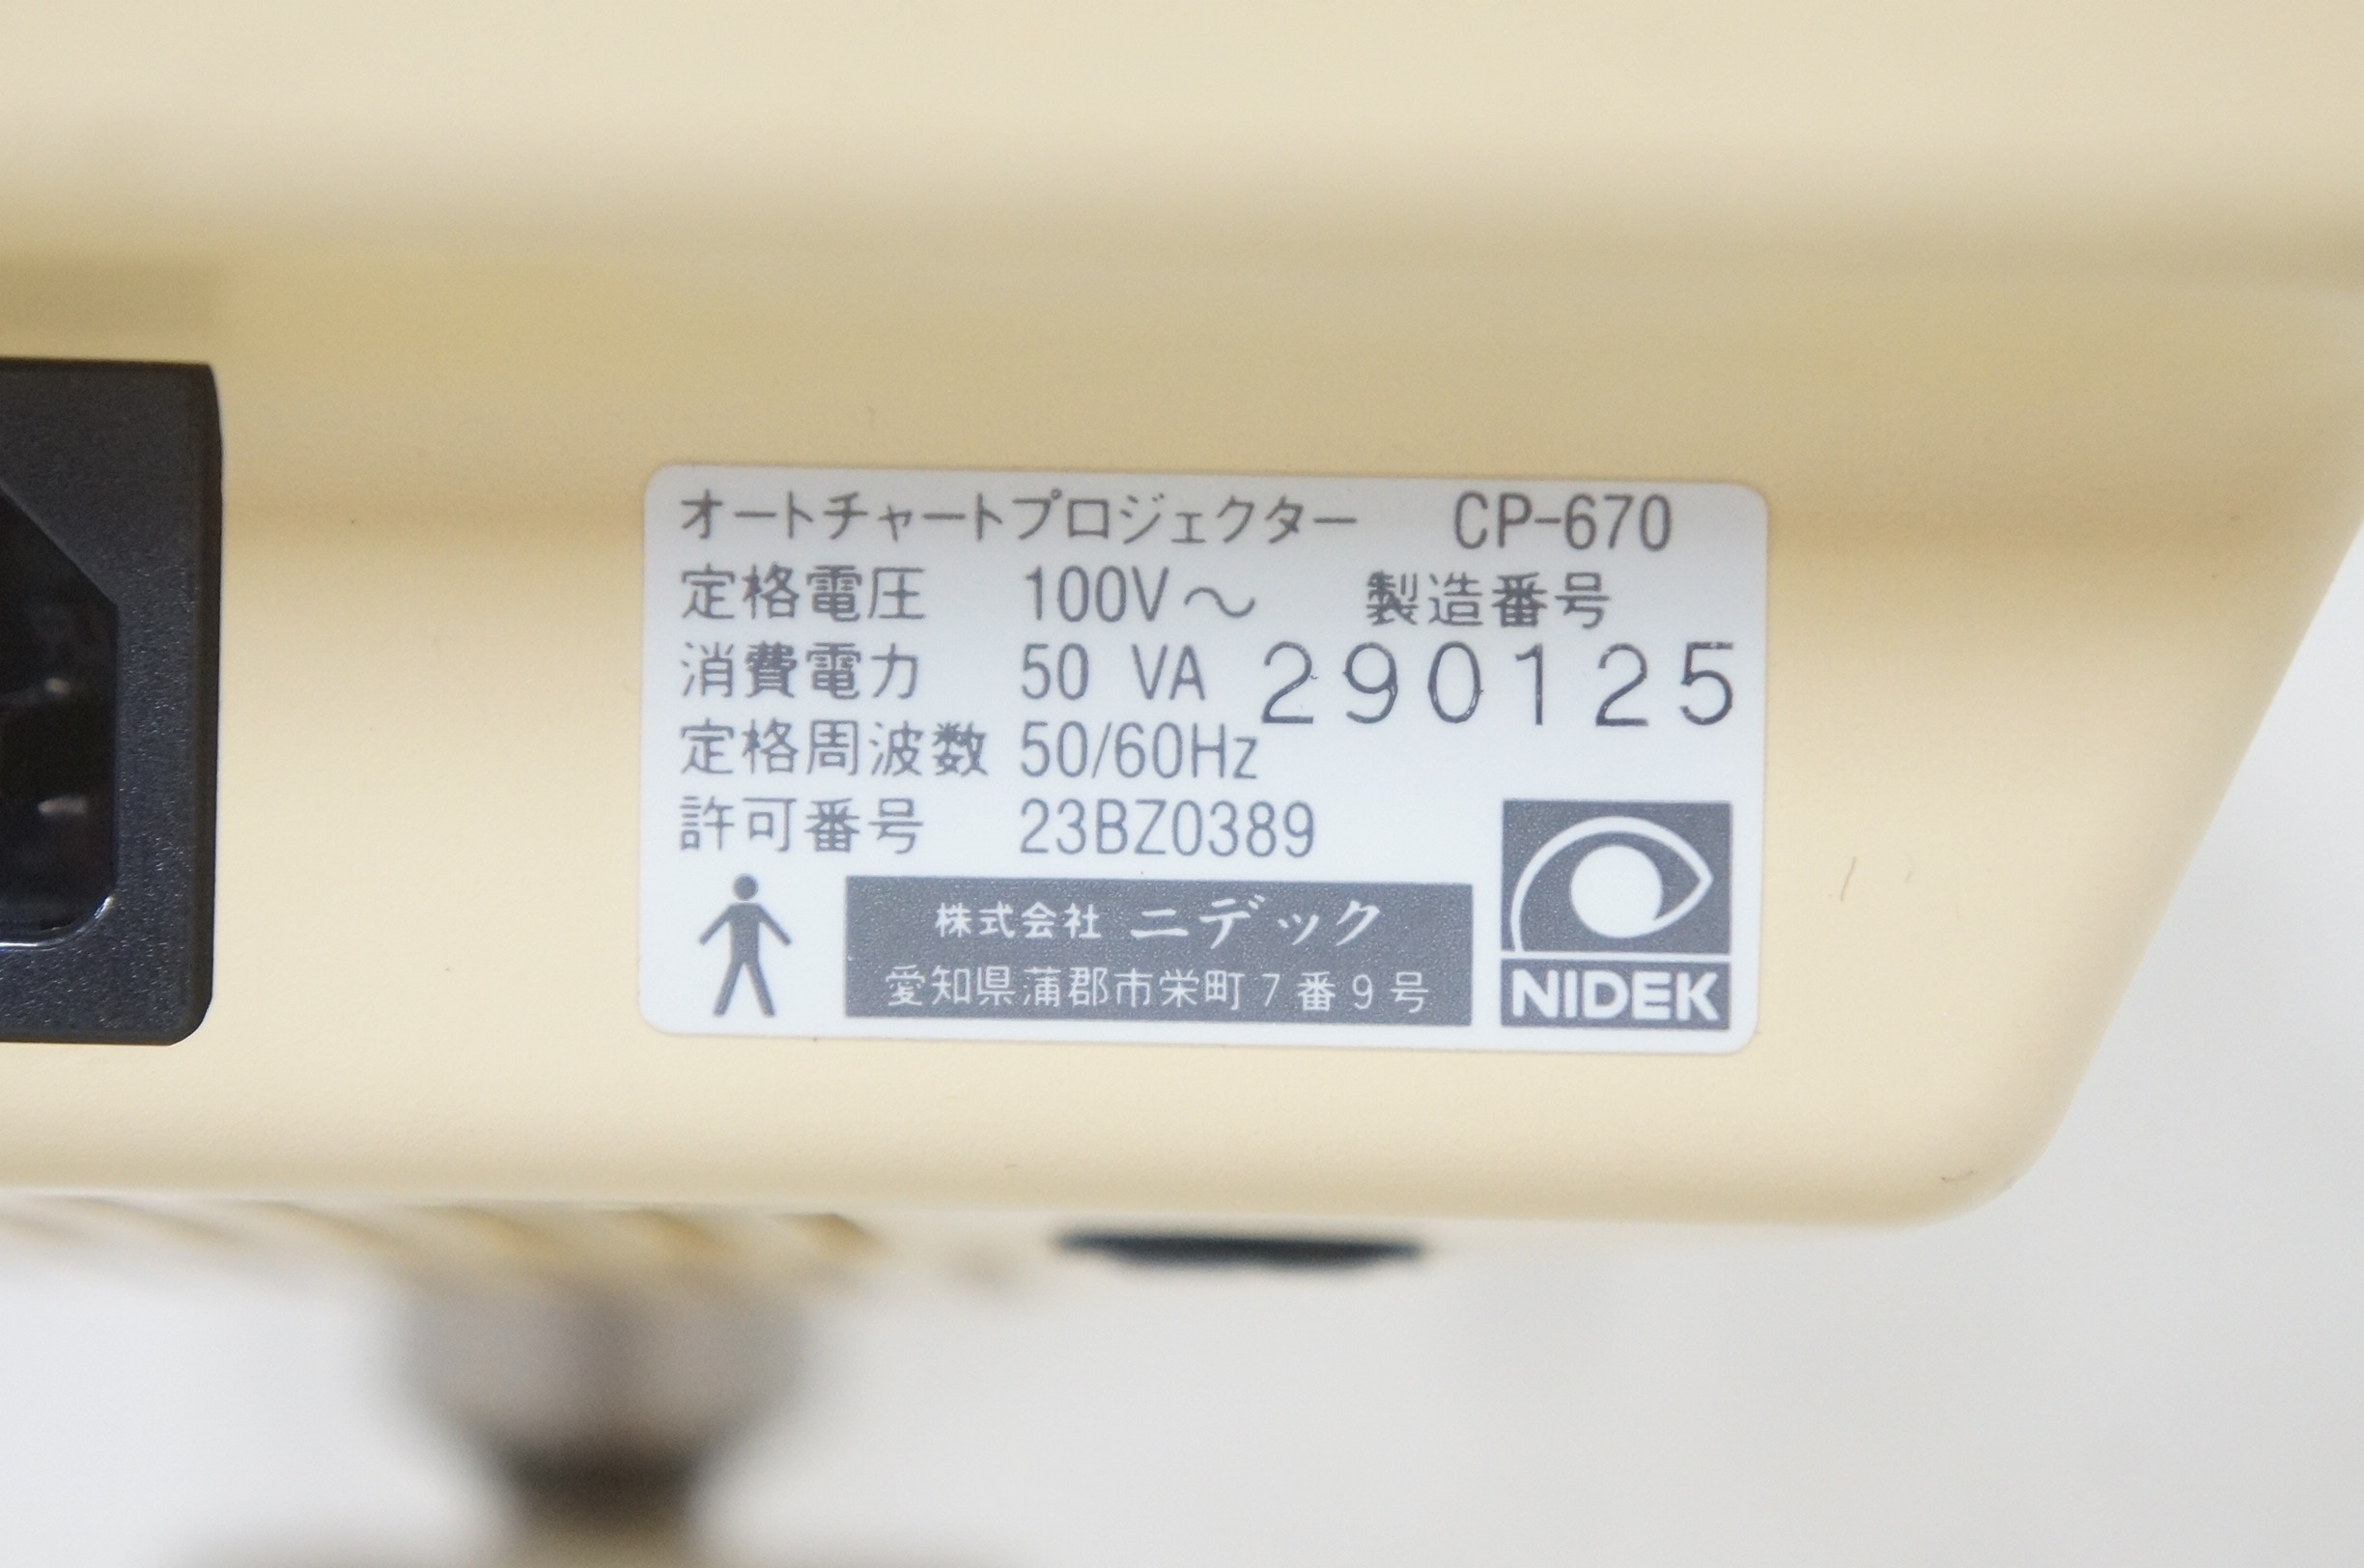 オートチャートプロジェクター CP-670
定格電圧 100V～ 製造番号
消費電力 50 VA 290125
定格周波数 50/60Hz
許可番号 23BZ0389
株式会社 ニデック
愛知県蒲郡市栄町7番9号
NIDEK